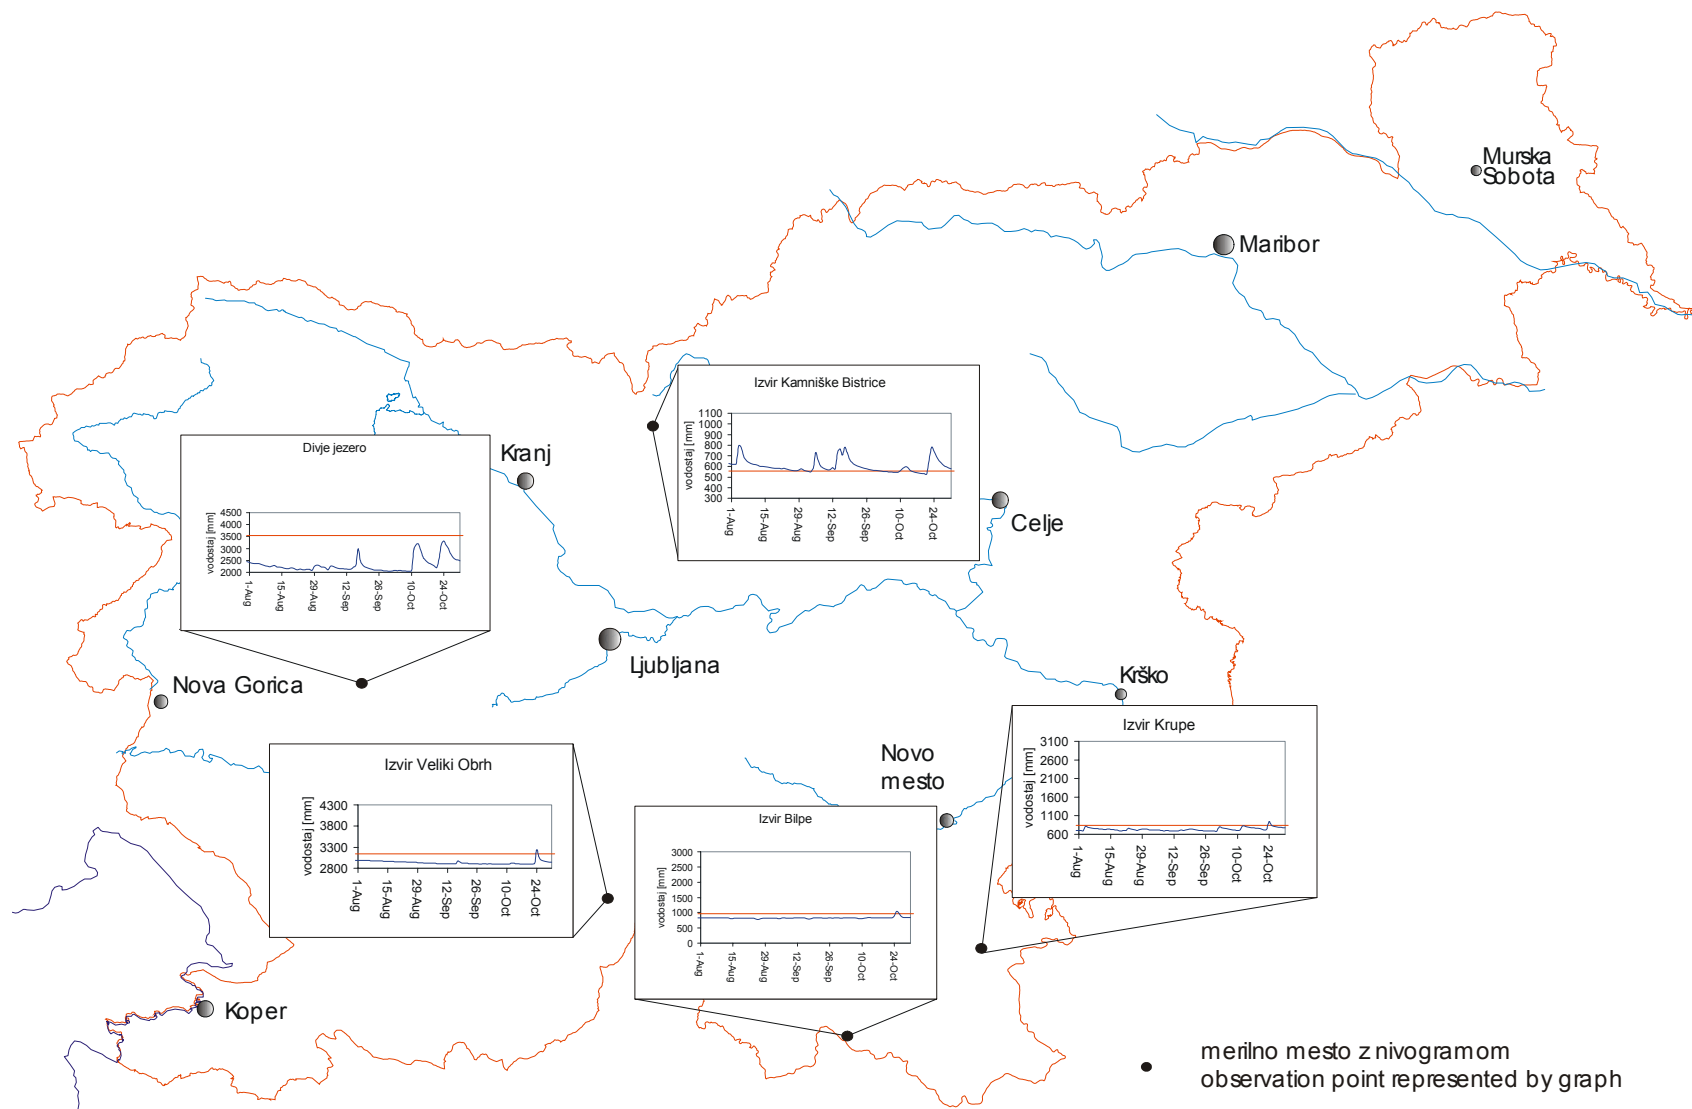 Murska
Sobota
Maribor
Izvir Kamniške Bistrice
vodostaj [mm]
1100
1000
900
800
700
600
500
400
300
1-Aug
15-Aug
29-Aug
12-Sep
26-Sep
10-Oct
24-Oct
Divje jezero
vodostaj [mm]
4500
4000
3500
3000
2500
2000
1-Aug
15-Aug
29-Aug
12-Sep
26-Sep
10-Oct
24-Oct
Kranj
Celje
Ljubljana
Nova Gorica
Krško
Izvir Krupe
vodostaj [mm]
3100
2600
2100
1600
1100
600
1-Aug
15-Aug
29-Aug
12-Sep
26-Sep
10-Oct
24-Oct
Izvir Veliki Obrh
vodostaj [mm]
4300
3800
3300
2800
1-Aug
15-Aug
29-Aug
12-Sep
26-Sep
10-Oct
24-Oct
Novo
mesto
Izvir Bilpe
vodostaj [mm]
3000
2500
2000
1500
1000
500
0
1-Aug
15-Aug
29-Aug
12-Sep
26-Sep
10-Oct
24-Oct
Koper
merilno mesto z nivogramom
observation point represented by graph